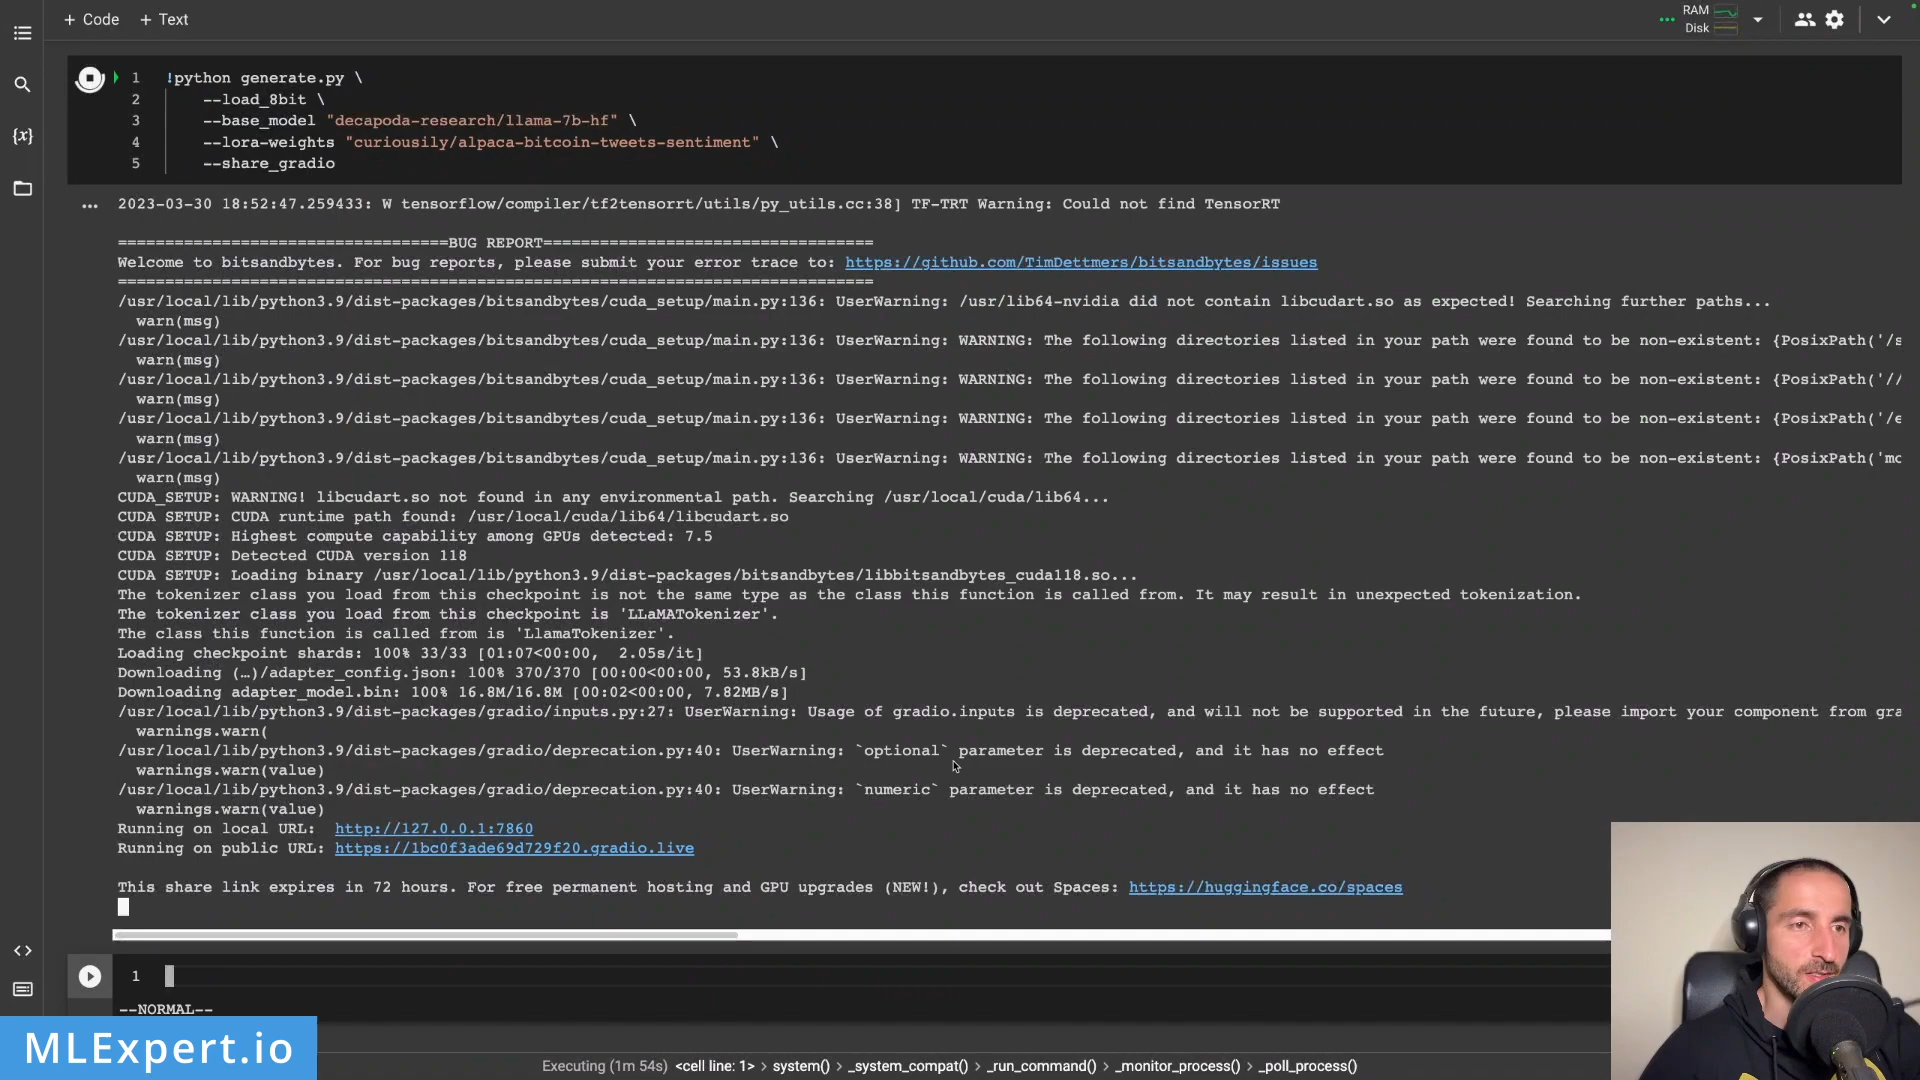 + Code + Text
RAM
Disk
1 !python generate.py \
2 --load_8bit \
3 --base_model "decapoda-research/llama-7b-hf" \
4 --lora-weights "curiousily/alpaca-bitcoin-tweets-sentiment" \
5 --share_gradio
2023-03-30 18:52:47.259433: W tensorflow/compiler/tf2tensorrt/utils/py_utils.cc:38] TF-TRT Warning: Could not find TensorRT
===================================BUG REPORT===================================
Welcome to bitsandbytes. For bug reports, please submit your error trace to: https://github.com/TimDettmers/bitsandbytes/issues
================================================================================
/usr/local/lib/python3.9/dist-packages/bitsandbytes/cuda_setup/main.py:136: UserWarning: /usr/lib64-nvidia did not contain libcudart.so as expected! Searching further paths...
warn(msg)
/usr/local/lib/python3.9/dist-packages/bitsandbytes/cuda_setup/main.py:136: UserWarning: WARNING: The following directories listed in your path were found to be non-existent: {PosixPath('/s
warn(msg)
/usr/local/lib/python3.9/dist-packages/bitsandbytes/cuda_setup/main.py:136: UserWarning: WARNING: The following directories listed in your path were found to be non-existent: {PosixPath('//
warn(msg)
/usr/local/lib/python3.9/dist-packages/bitsandbytes/cuda_setup/main.py:136: UserWarning: WARNING: The following directories listed in your path were found to be non-existent: {PosixPath('/e
warn(msg)
/usr/local/lib/python3.9/dist-packages/bitsandbytes/cuda_setup/main.py:136: UserWarning: WARNING: The following directories listed in your path were found to be non-existent: {PosixPath('mo
warn(msg)
CUDA_SETUP: WARNING! libcudart.so not found in any environmental path. Searching /usr/local/cuda/lib64...
CUDA SETUP: CUDA runtime path found: /usr/local/cuda/lib64/libcudart.so
CUDA SETUP: Highest compute capability among GPUs detected: 7.5
CUDA SETUP: Detected CUDA version 118
CUDA SETUP: Loading binary /usr/local/lib/python3.9/dist-packages/bitsandbytes/libbitsandbytes_cuda118.so...
The tokenizer class you load from this checkpoint is not the same type as the class this function is called from. It may result in unexpected tokenization.
The tokenizer class you load from this checkpoint is 'LLaMATokenizer'.
The class this function is called from is 'LlamaTokenizer'.
Loading checkpoint shards: 100% 33/33 [01:07<00:00,  2.05s/it]
Downloading (…)/adapter_config.json: 100% 370/370 [00:00<00:00, 53.8kB/s]
Downloading adapter_model.bin: 100% 16.8M/16.8M [00:02<00:00, 7.82MB/s]
/usr/local/lib/python3.9/dist-packages/gradio/inputs.py:27: UserWarning: Usage of gradio.inputs is deprecated, and will not be supported in the future, please import your component from gra
warnings.warn(
/usr/local/lib/python3.9/dist-packages/gradio/deprecation.py:40: UserWarning: `optional` parameter is deprecated, and it has no effect
warnings.warn(value)
/usr/local/lib/python3.9/dist-packages/gradio/deprecation.py:40: UserWarning: `numeric` parameter is deprecated, and it has no effect
warnings.warn(value)
Running on local URL:  http://127.0.0.1:7860
Running on public URL: https://1bc0f3ade69d729f20.gradio.live
This share link expires in 72 hours. For free permanent hosting and GPU upgrades (NEW!), check out Spaces: https://huggingface.co/spaces
1
--NORMAL--
MLExpert.io
Executing (1m 54s) <cell line: 1> > system() > _system_compat() > _run_command() > _monitor_process() > _poll_process()